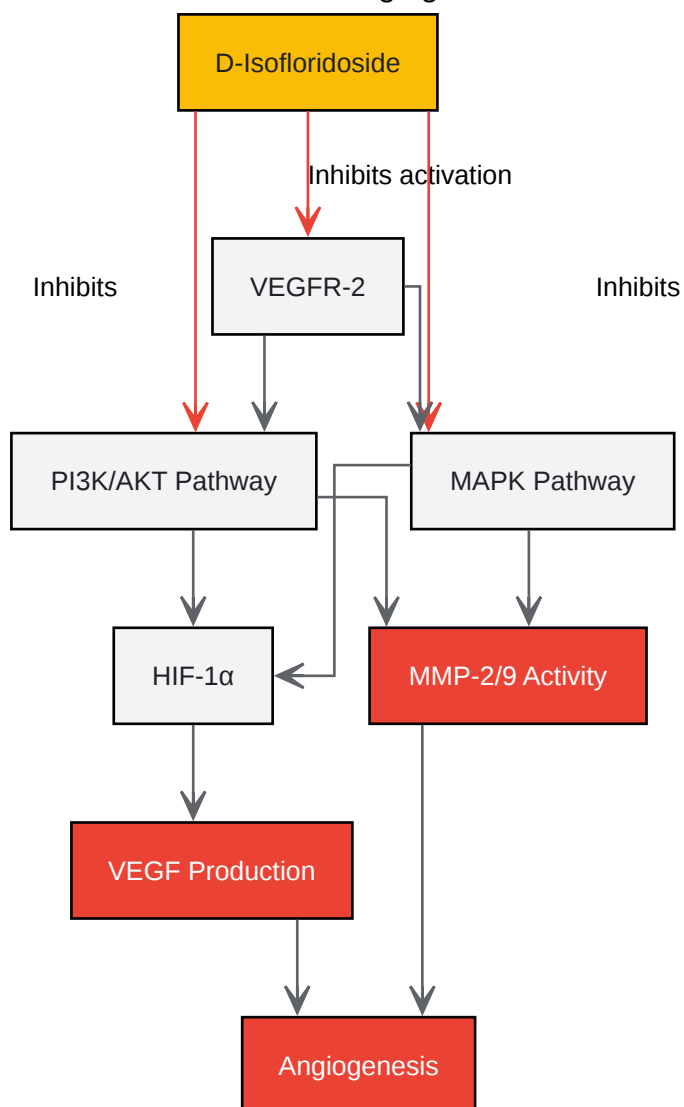 D-Isofloridoside
Inhibits activation
VEGFR-2
Inhibits
Inhibits
PI3K/AKT Pathway
MAPK Pathway
HIF-1α
MMP-2/9 Activity
VEGF Production
Angiogenesis